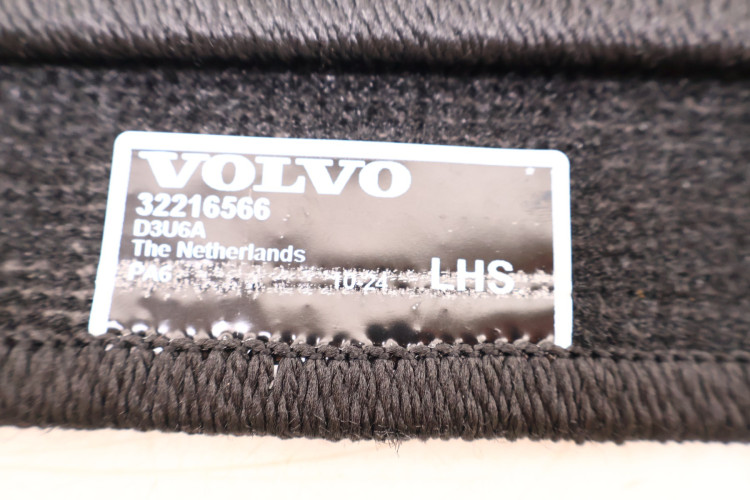 VOLVO
32216566
D3U6A
The Netherlands
PA6 10-24 LHS